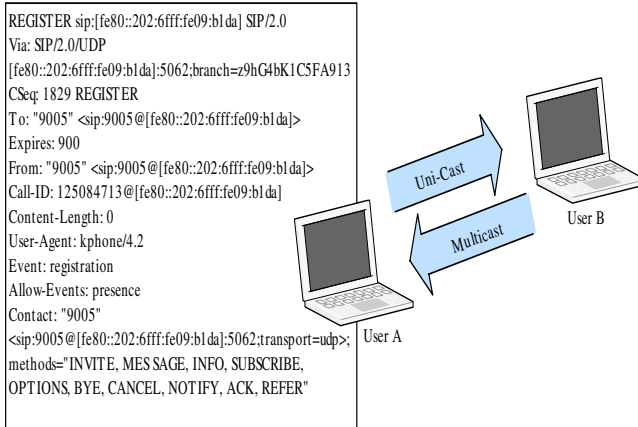 REGISTER sip:[fe80::202:6fff:fe09:b1da] SIP/2.0
Via: SIP/2.0/UDP
[fe80::202:6fff:fe09:b1da]:5062;branch=z9hG4bK1C5FA913
CSeq: 1829 REGISTER
To: "9005" <sip:9005@[fe80::202:6fff:fe09:b1da]>
Expires: 900
From: "9005" <sip:9005@[fe80::202:6fff:fe09:b1da]>
Call-ID: 125084713@[fe80::202:6fff:fe09:b1da]
Content-Length: 0
User-Agent: kphone/4.2
Event: registration
Allow-Events: presence
Contact: "9005"
<sip:9005@[fe80::202:6fff:fe09:b1da]:5062;transport=udp>;
methods="INVITE, MESSAGE, INFO, SUBSCRIBE,
OPTIONS, BYE, CANCEL, NOTIFY, ACK, REFER"
Uni-Cast
Multicast
User B
User A